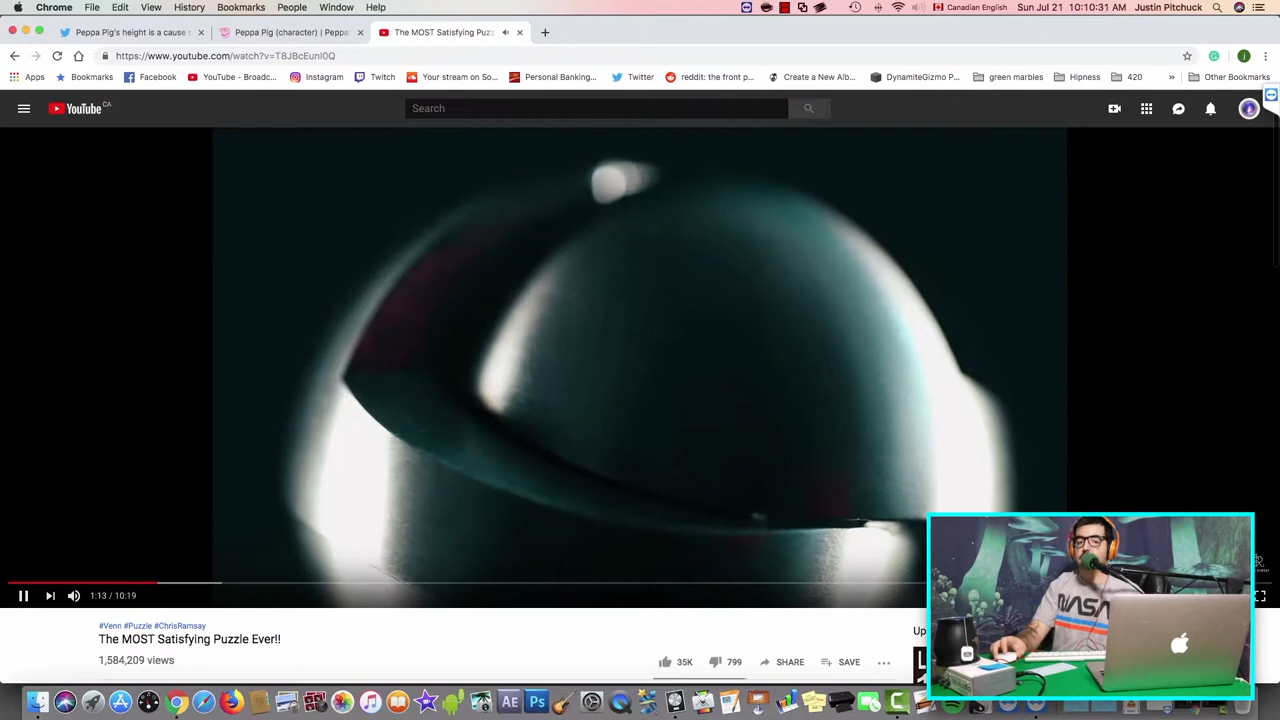 Chrome File Edit View History Bookmarks People Window Help Canadian English Sun Jul 21 10:10:31 AM Justin Pitchuck
Peppa Pig's height is a cause o Peppa Pig (character) | Peppa The MOST Satisfying Puzz
https://www.youtube.com/watch?v=T8JBcEunI0Q
Apps Bookmarks Facebook YouTube - Broadc... Instagram Twitch Your stream on So... Personal Banking... Twitter reddit: the front p... Create a New Alb... DynamiteGizmo P... green marbles Hipness 420 » Other Bookmarks
YouTube CA Search
1:13 / 10:19
#Venn #Puzzle #ChrisRamsay
The MOST Satisfying Puzzle Ever!!
Up
1,584,209 views 35K 799 SHARE SAVE
NASA
Ae Ps